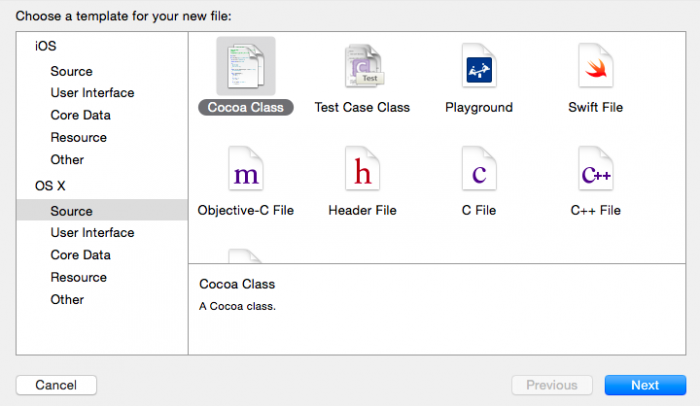 Choose a template for your new file:
iOS
Source
User Interface
Core Data
Resource
Other
OS X
Source
User Interface
Core Data
Resource
Other
Test
Cocoa Class
Test Case Class
Playground
Swift File
m
h
c
c++
Objective-C File
Header File
C File
C++ File
Cocoa Class
A Cocoa class.
Cancel
Previous
Next